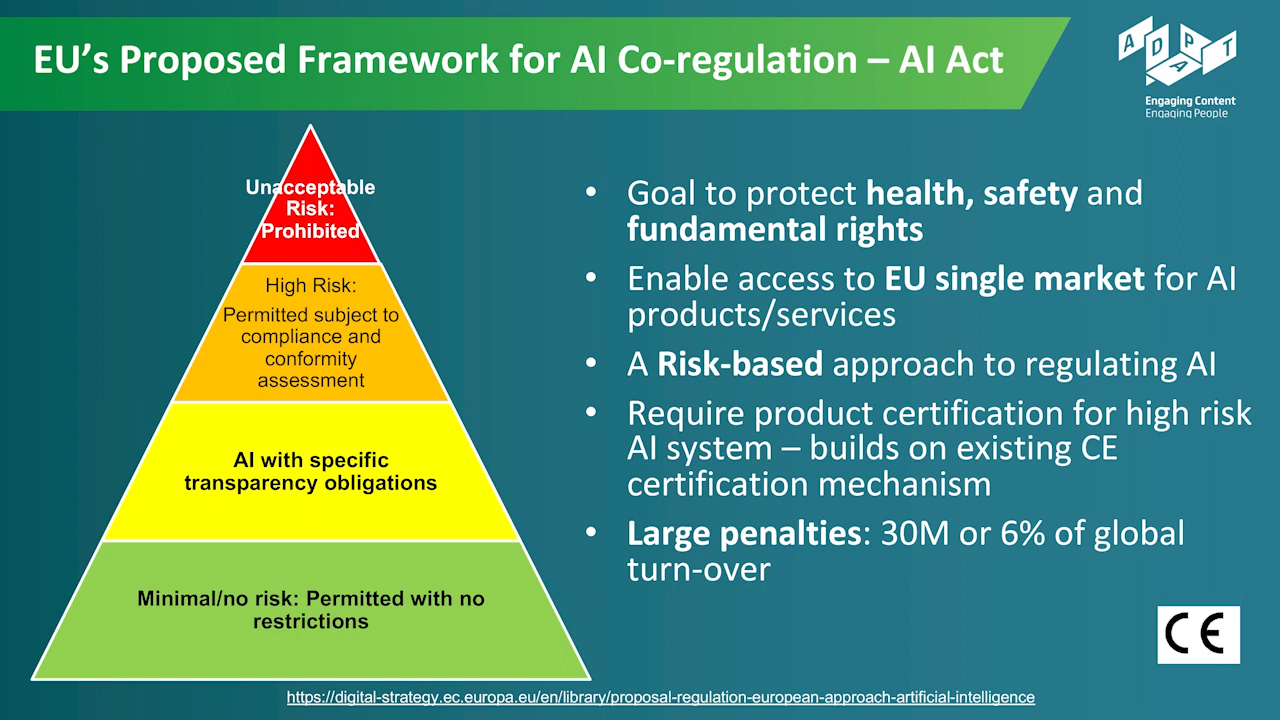 EU’s Proposed Framework for AI Co-regulation – AI Act
ADAPT
Engaging Content
Engaging People
Unacceptable
Risk:
Prohibited
High Risk:
Permitted subject to
compliance and
conformity
assessment
AI with specific
transparency obligations
Minimal/no risk: Permitted with no
restrictions
• Goal to protect health, safety and
fundamental rights
• Enable access to EU single market for AI
products/services
• A Risk-based approach to regulating AI
• Require product certification for high risk
AI system – builds on existing CE
certification mechanism
• Large penalties: 30M or 6% of global
turn-over
CE
https://digital-strategy.ec.europa.eu/en/library/proposal-regulation-european-approach-artificial-intelligence